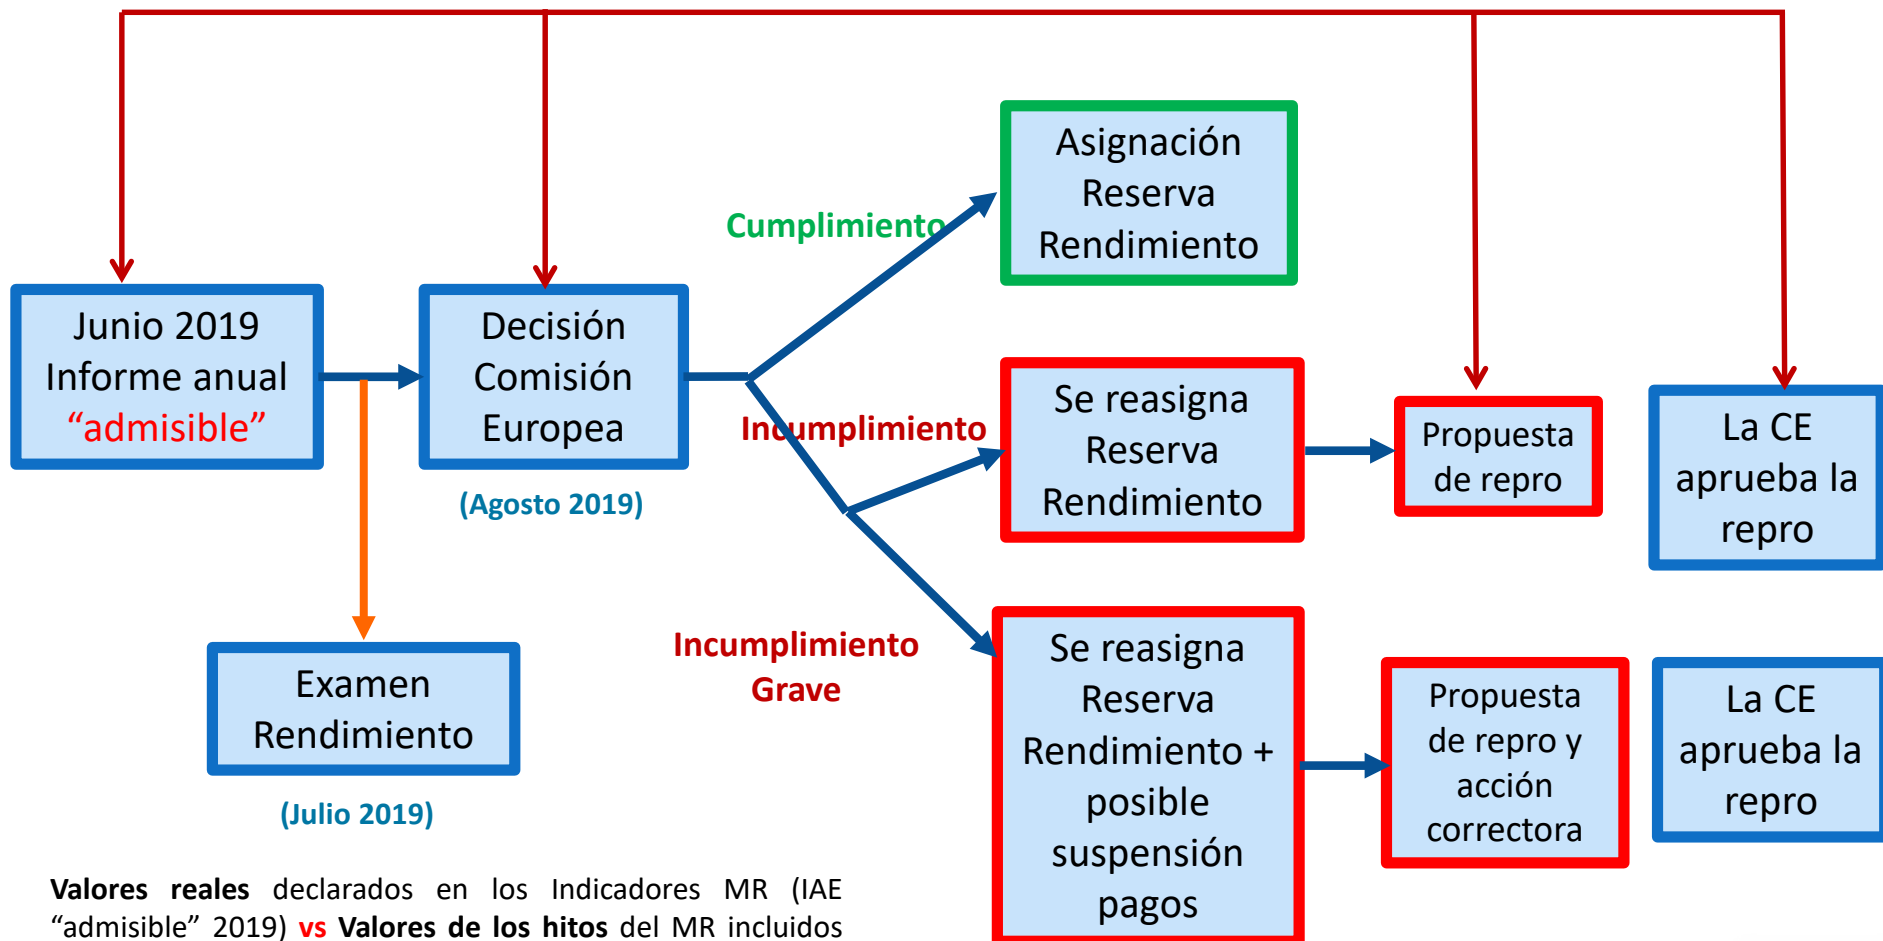 Asignación
Reserva
Rendimiento
Cumplimiento
Junio 2019
Informe anual
“admisible”
Decisión
Comisión
Europea
(Agosto 2019)
Incumplimiento
Se reasigna
Reserva
Rendimiento
Propuesta
de repro
La CE
aprueba la
repro
Examen
Rendimiento
(Julio 2019)
Incumplimiento
Grave
Se reasigna
Reserva
Rendimiento +
posible
suspensión
pagos
Propuesta
de repro y
acción
correctora
La CE
aprueba la
repro
Valores reales declarados en los Indicadores MR (IAE
“admisible” 2019) vs Valores de los hitos del MR incluidos